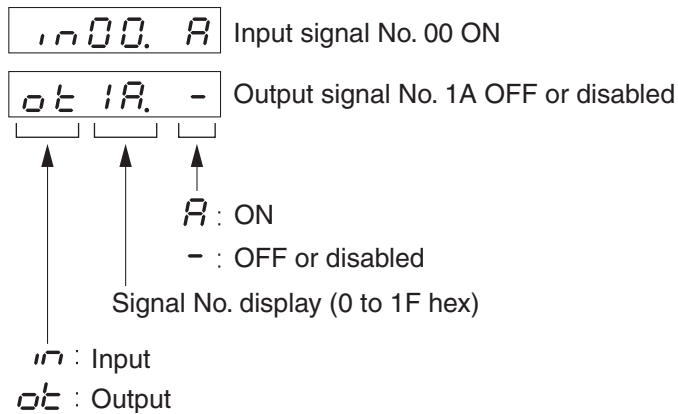 in00. A Input signal No. 00 ON
ot 1A. - Output signal No. 1A OFF or disabled
A : ON
- : OFF or disabled
Signal No. display (0 to 1F hex)
in : Input
ot : Output